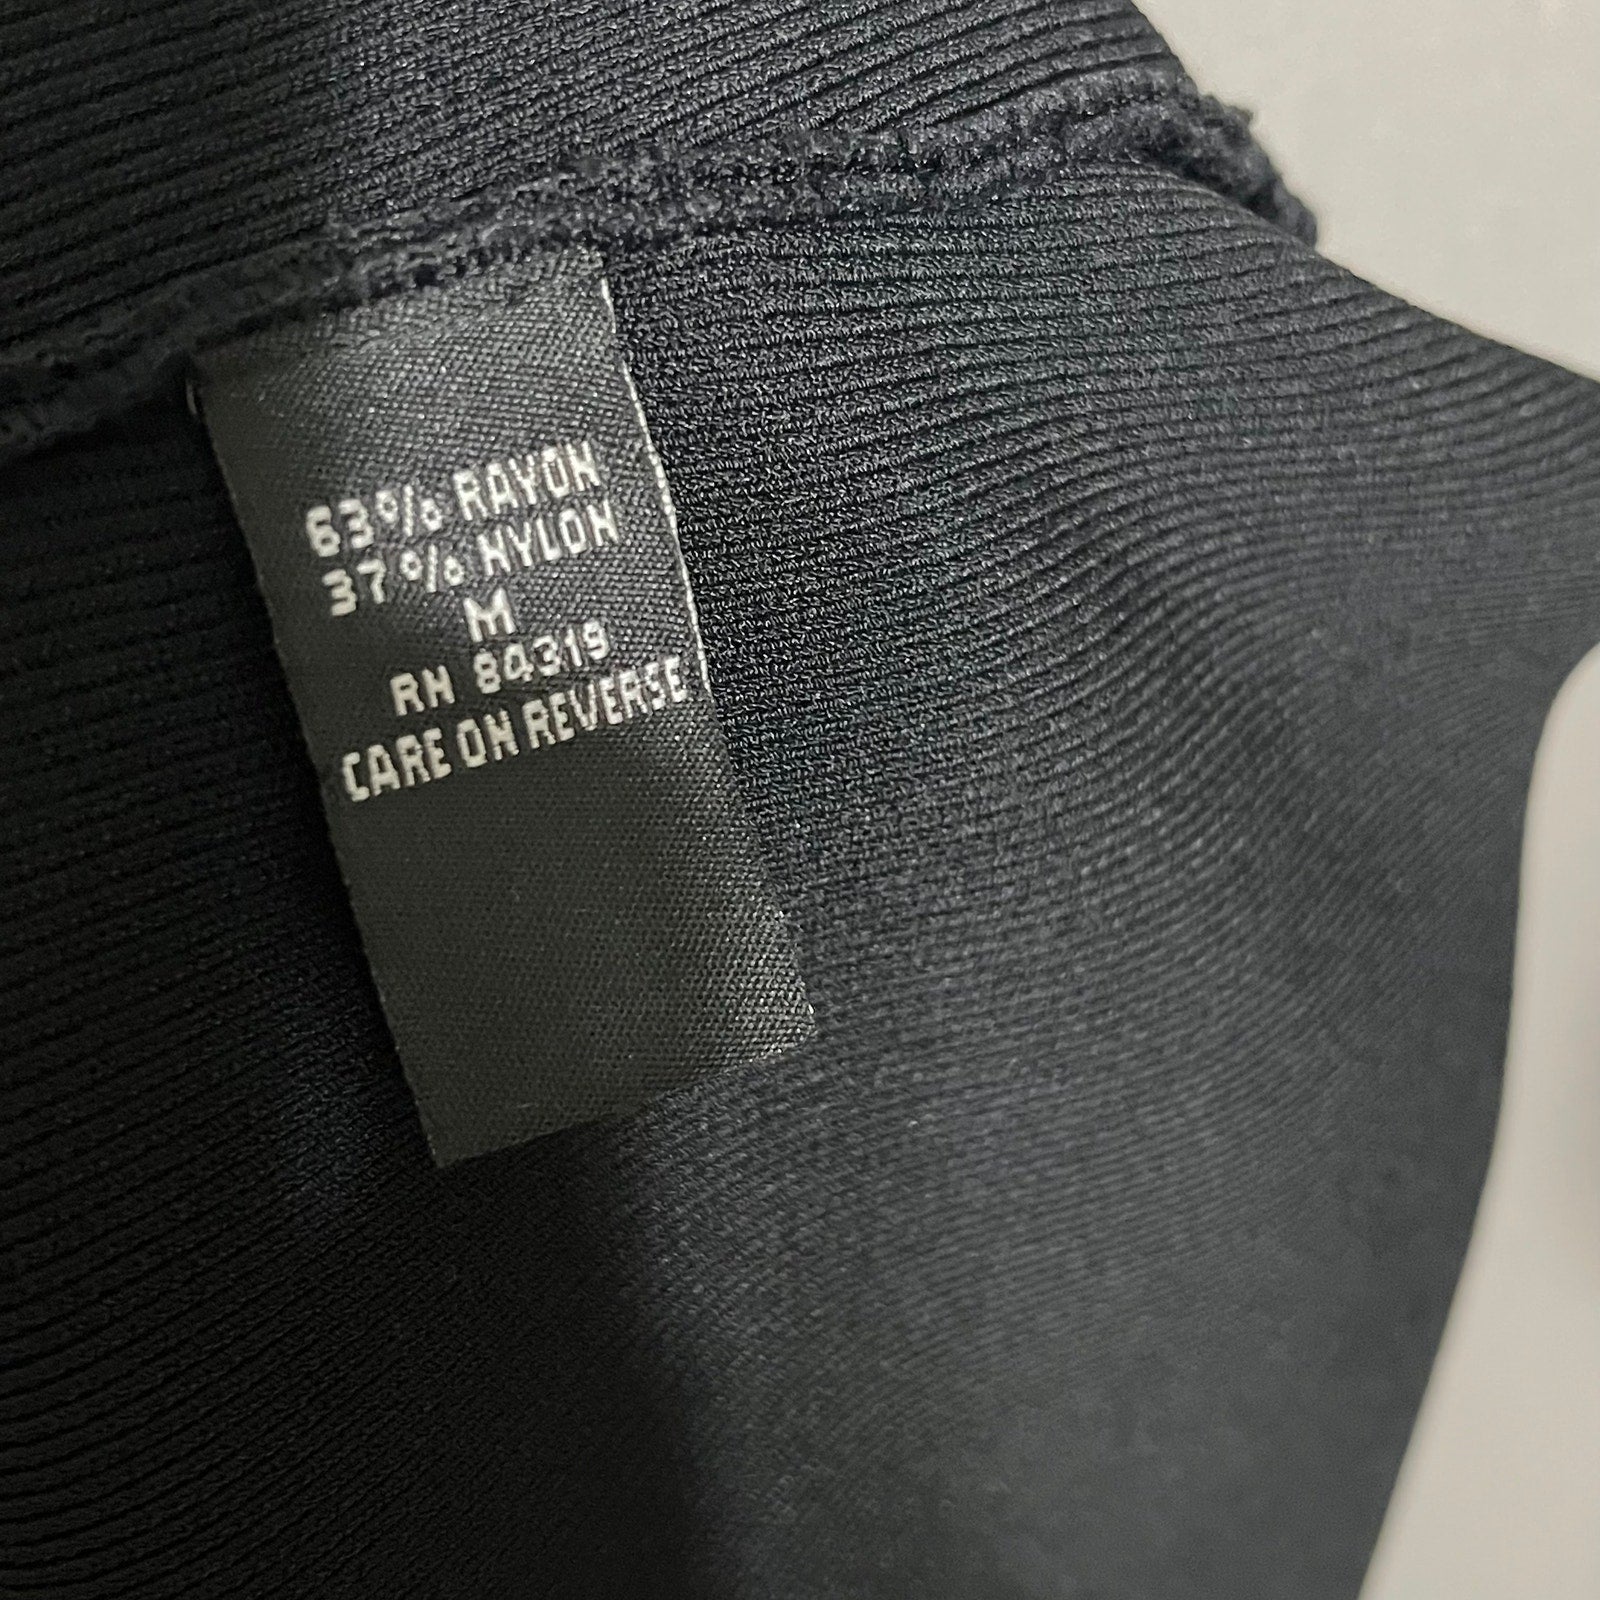 63% RAYON
37% NYLON
M
RN 84319
CARE ON REVERSE